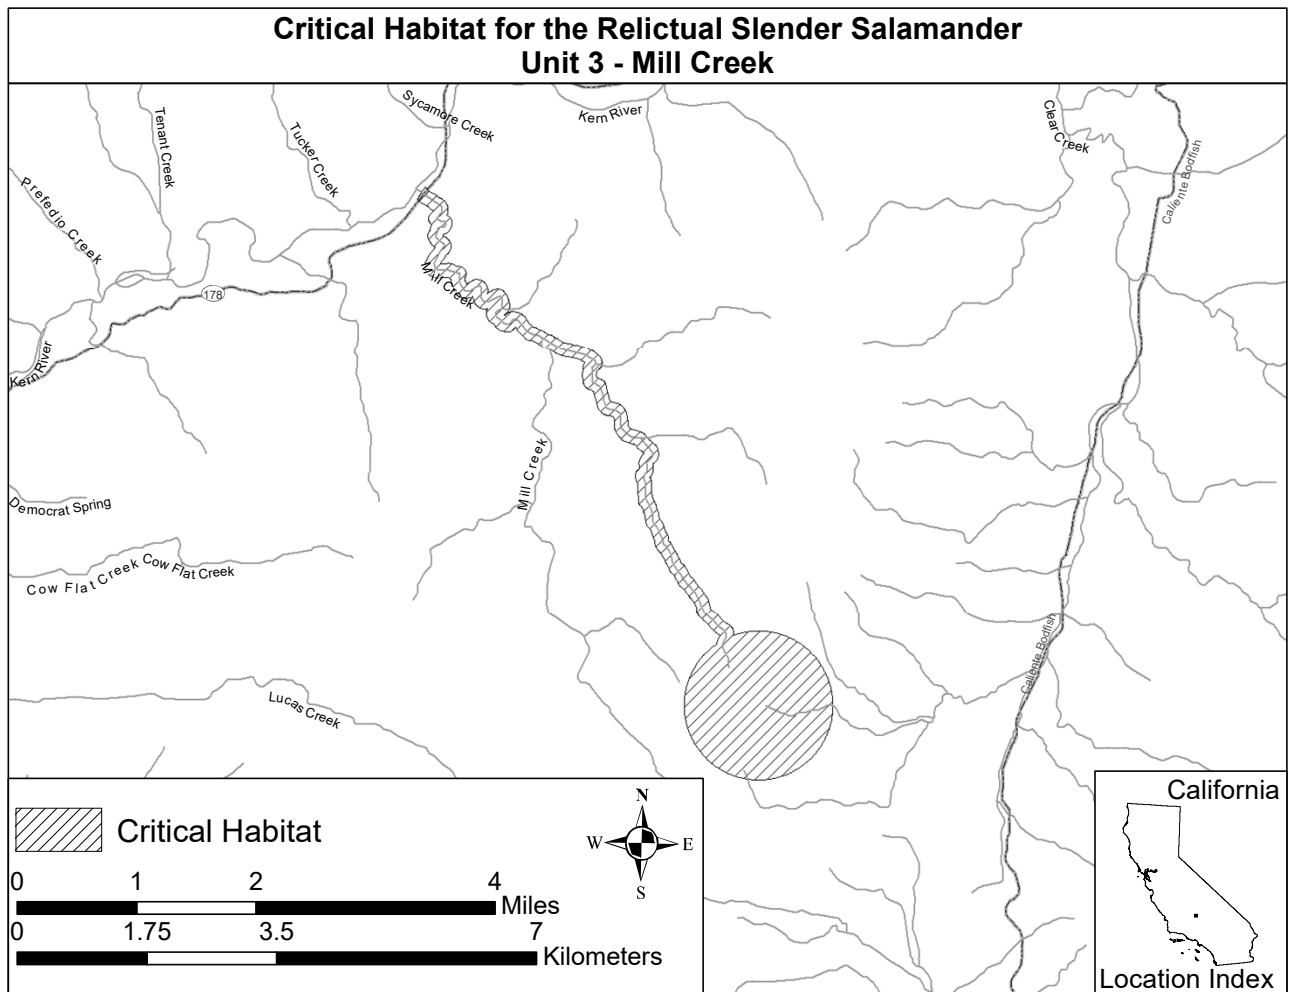 Critical Habitat for the Relictual Slender Salamander
Unit 3 - Mill Creek
Sycamore Creek
Kern River
Clear Creek
Tenant Creek
Tucker Creek
Caliente Bodfish
Prefedio Creek
Mill Creek
178
Kern River
Mill Creek
Democrat Spring
Cow Flat Creek
Cow Flat Creek
Caliente Bodfish
Lucas Creek
Critical Habitat
N
W
E
S
0 1 2 4
Miles
0 1.75 3.5 7
Kilometers
California
Location Index